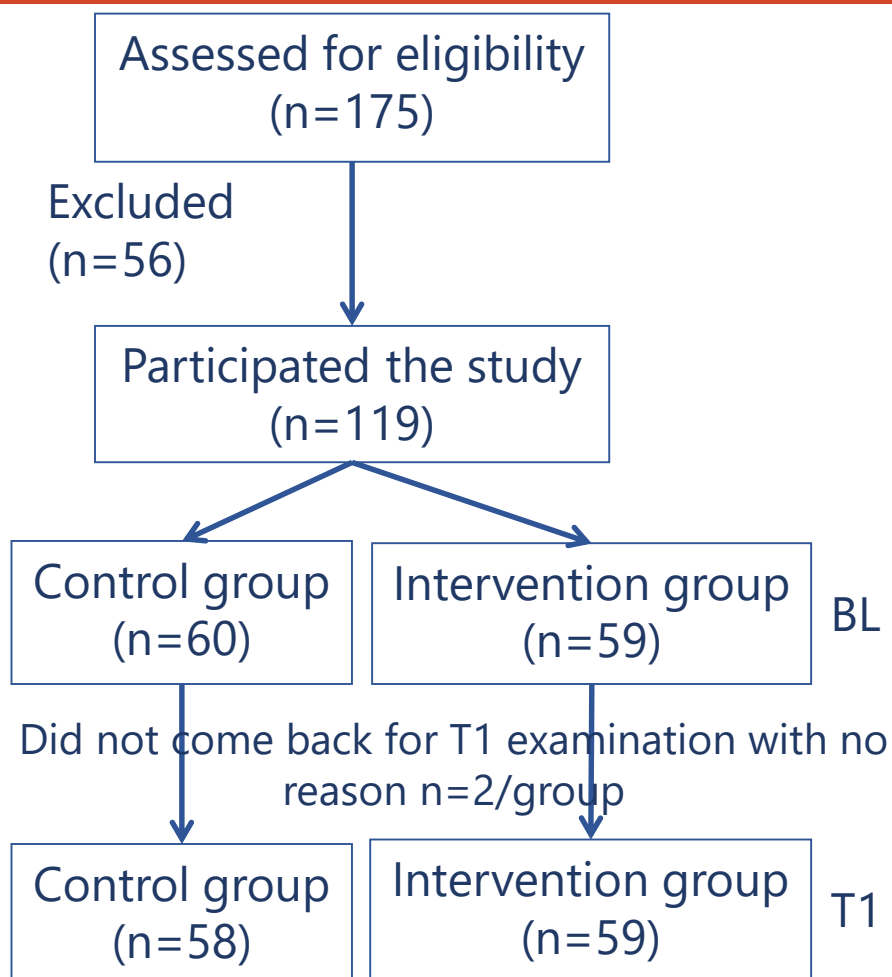 Assessed for eligibility
(n=175)
Excluded
(n=56)
Participated the study
(n=119)
Control group
(n=60)
Intervention group
(n=59)
BL
Did not come back for T1 examination with no
reason n=2/group
Control group
(n=58)
Intervention group
(n=59)
T1